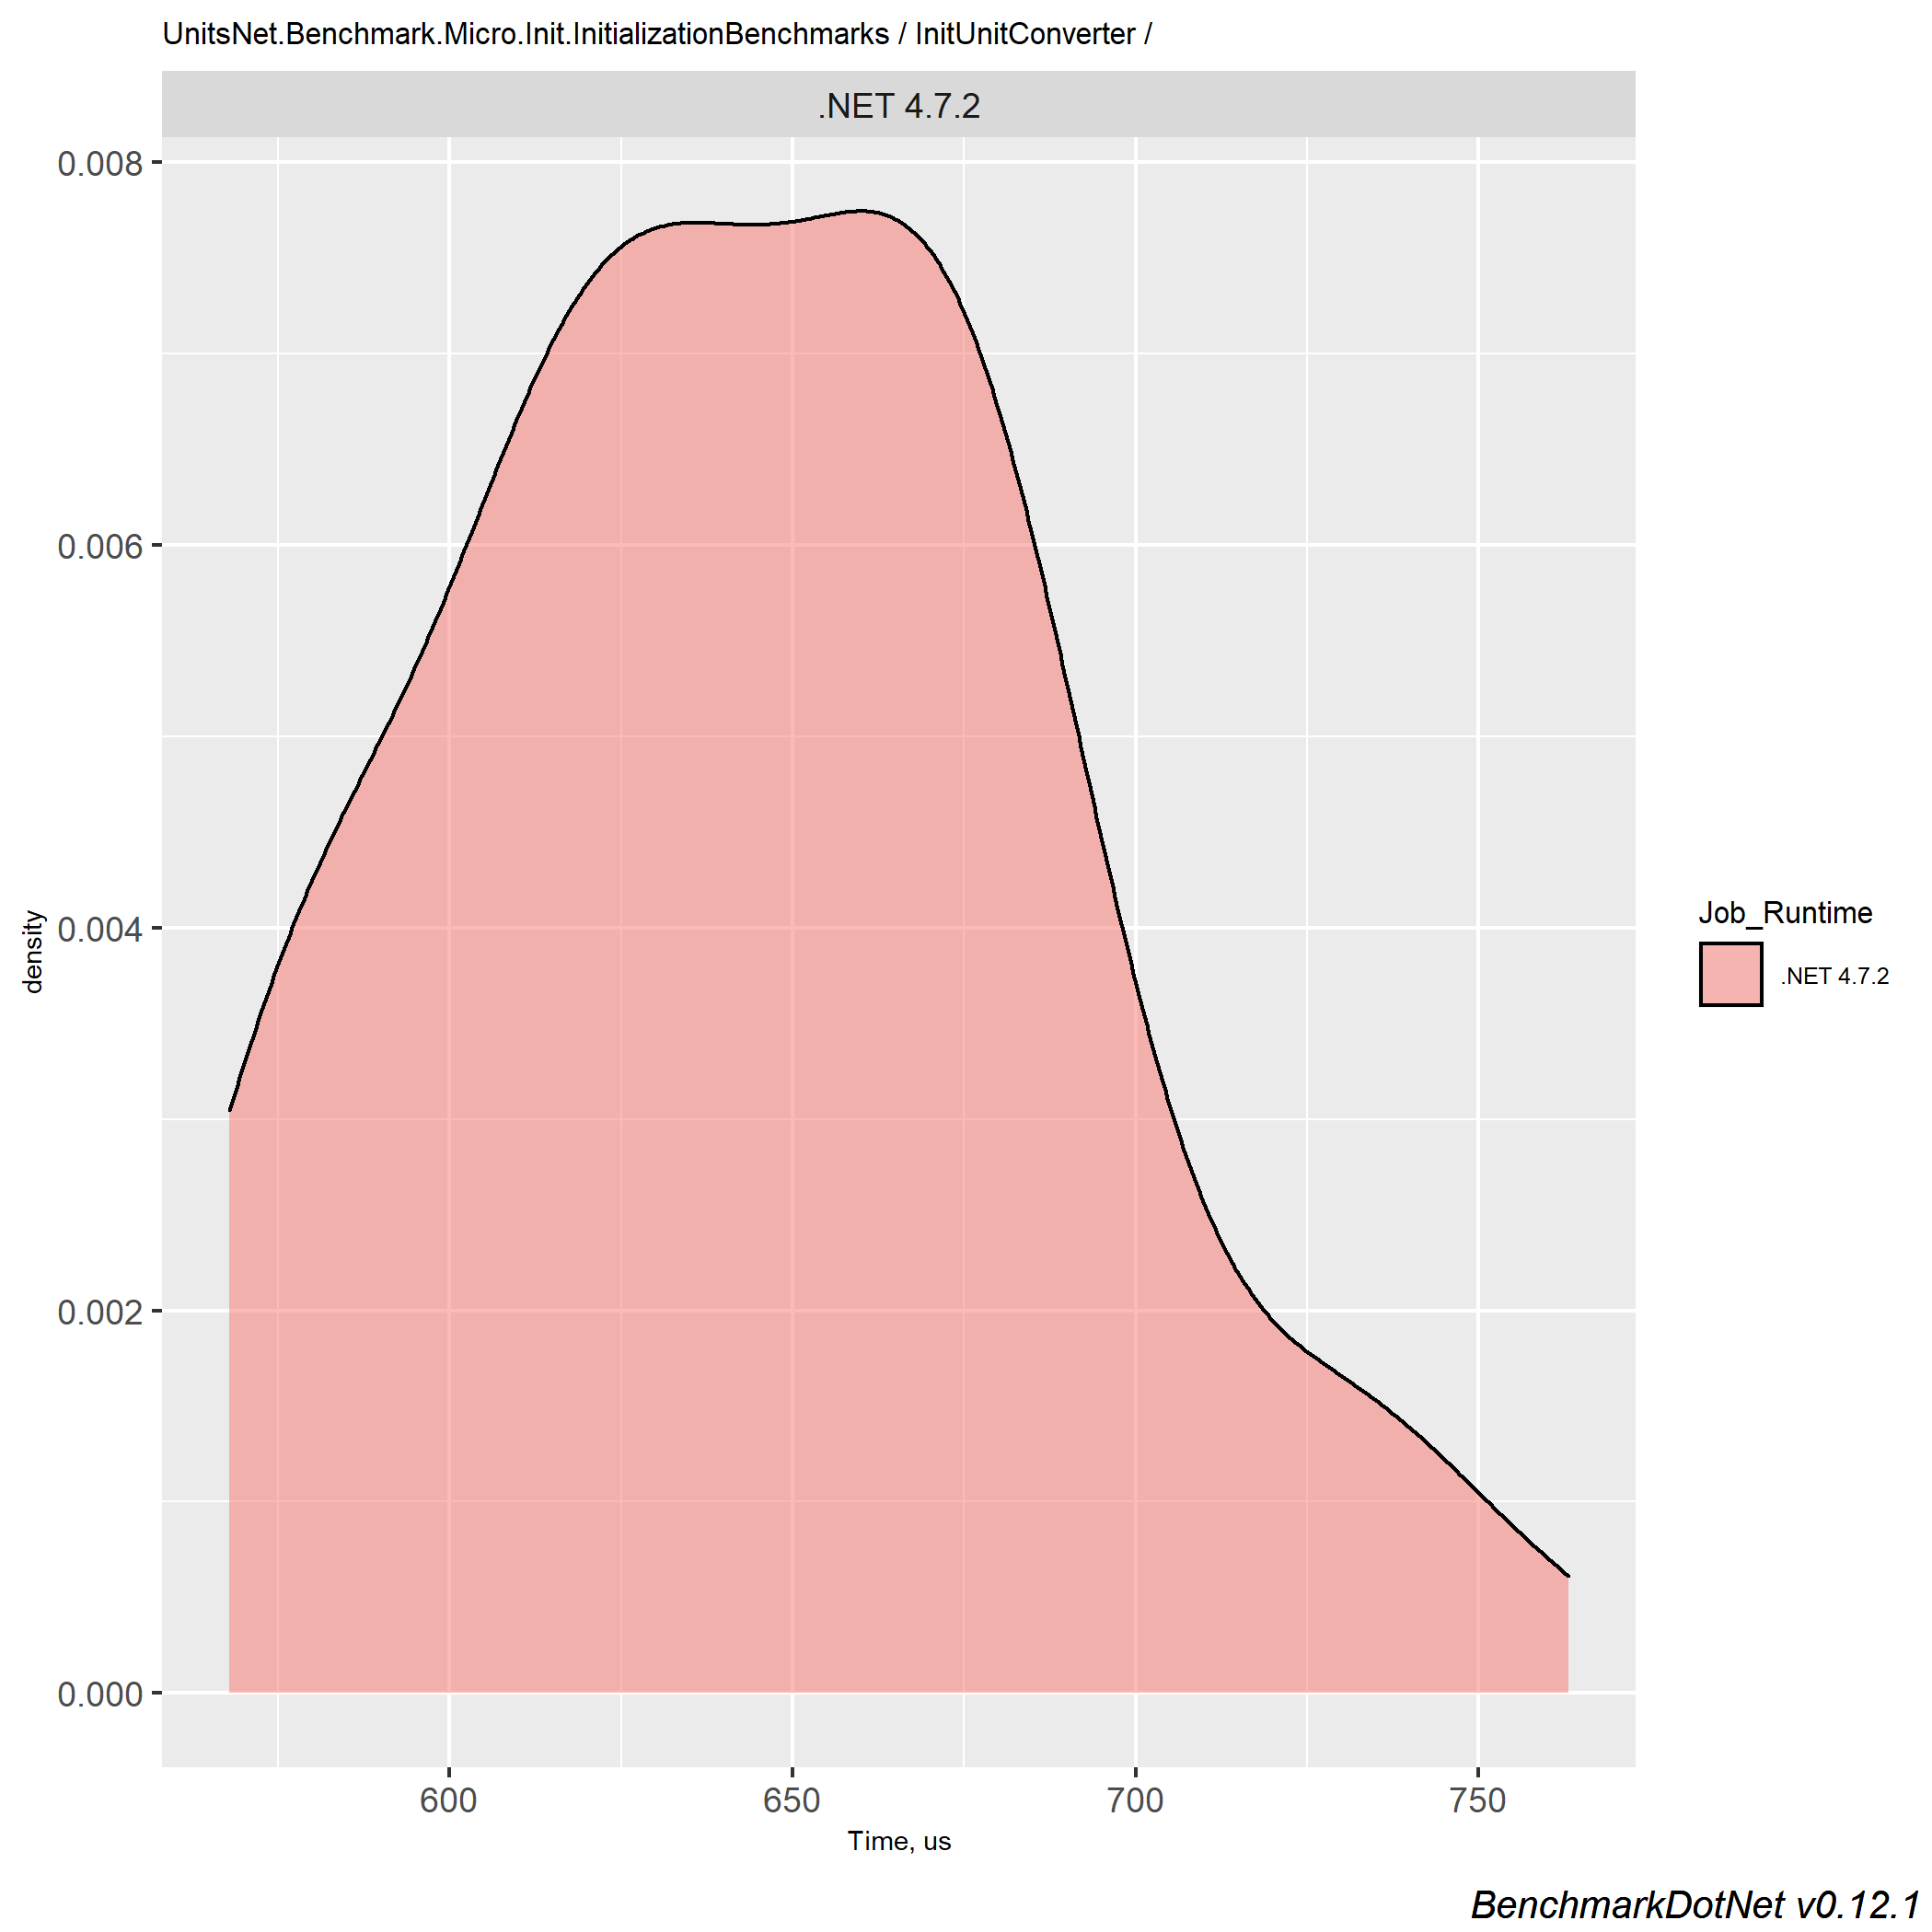 UnitsNet.Benchmark.Micro.Init.InitializationBenchmarks / InitUnitConverter /
.NET 4.7.2
0.008
0.006
0.004
0.002
0.000
density
600 650 700 750
Time, us
Job_Runtime
.NET 4.7.2
BenchmarkDotNet v0.12.1